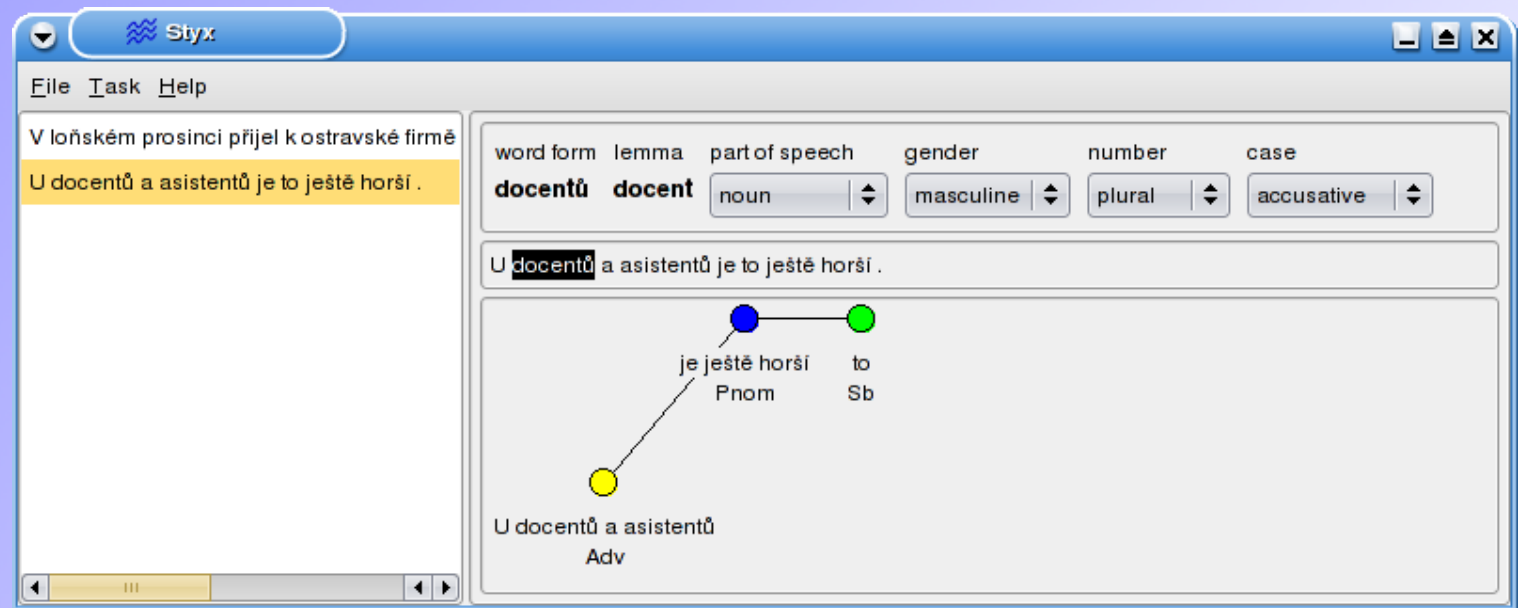 Styx
File Task Help
V loňském prosinci přijel k ostravské firmě
U docentů a asistentů je to ještě horší .
word form lemma part of speech gender number case
docentů docent noun masculine plural accusative
U docentů a asistentů je to ještě horší .
je ještě horší to
Pnom Sb
U docentů a asistentů
Adv